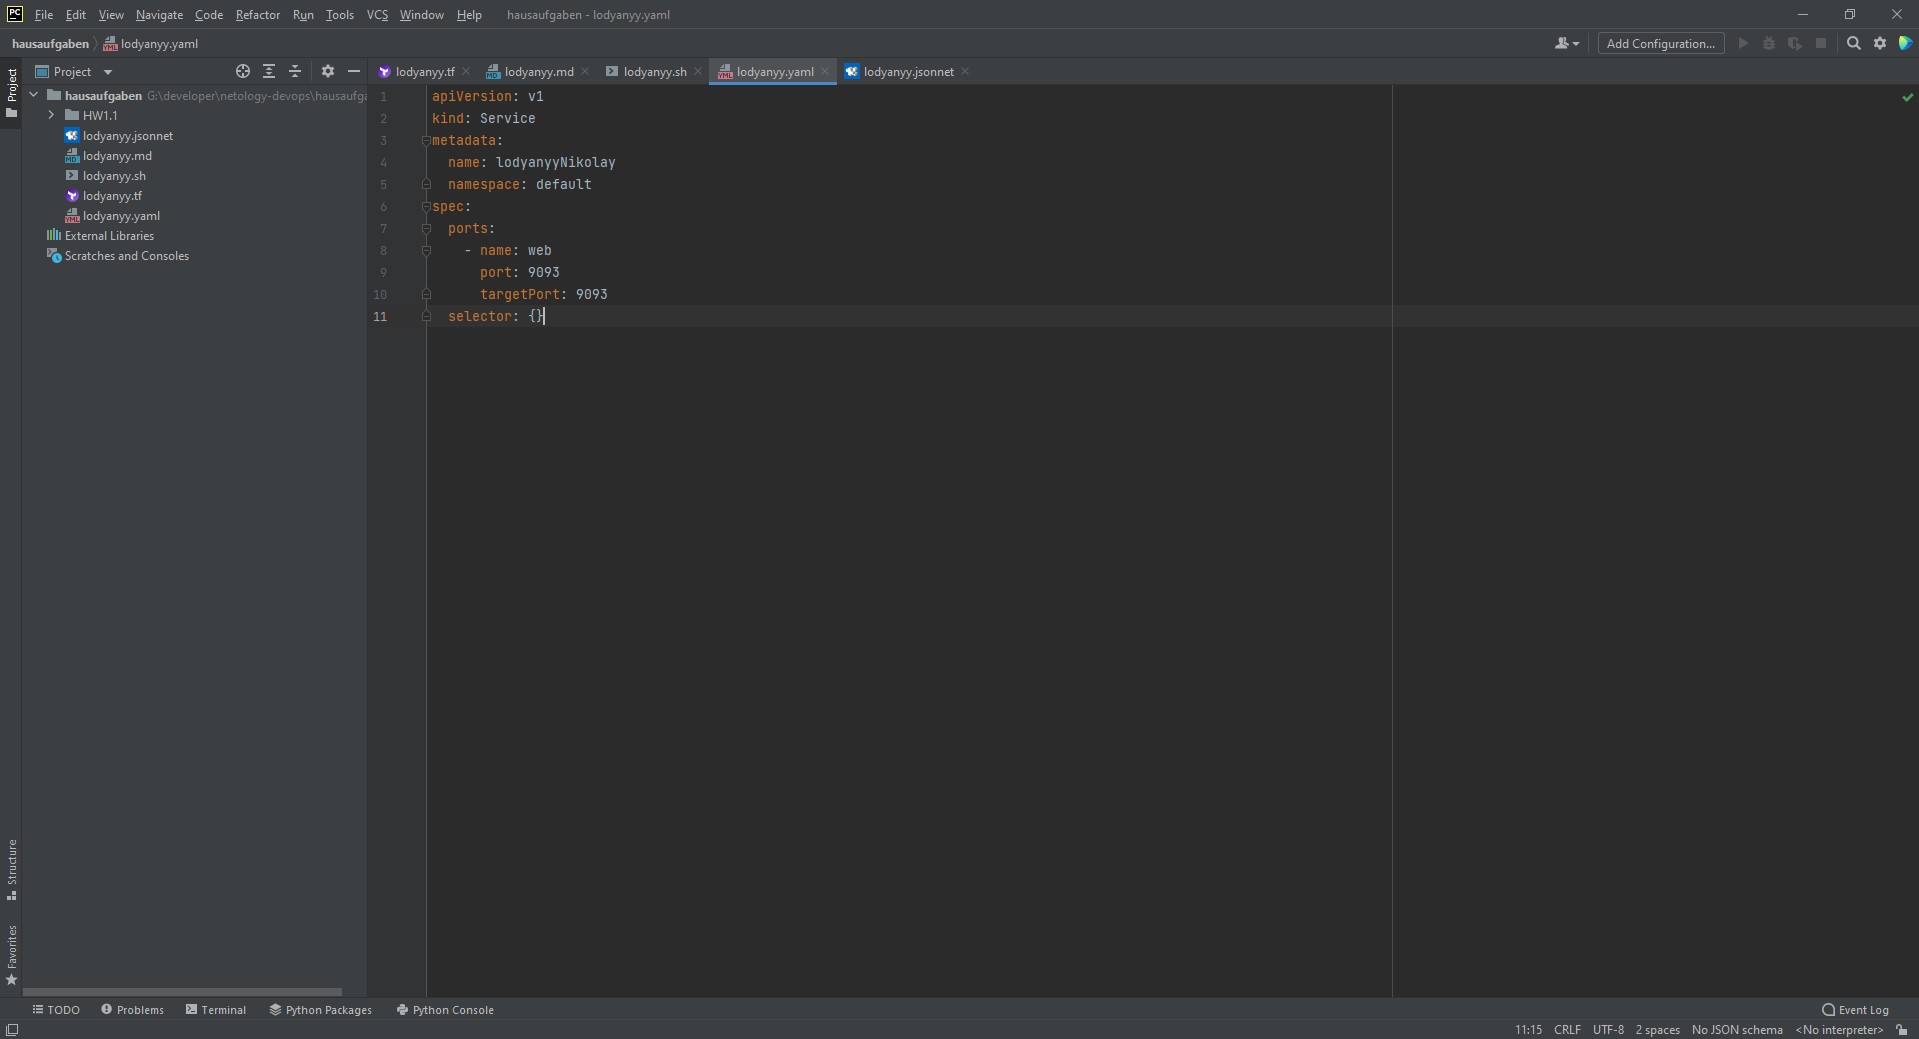 PC File Edit View Navigate Code Refactor Run Tools VCS Window Help hausaufgaben - lodyanyy.yaml
hausaufgaben lodyanyy.yaml Add Configuration...
Project
Project
lodyanyy.tf lodyanyy.md lodyanyy.sh lodyanyy.yaml lodyanyy.jsonnet
hausaufgaben G:\developer\netology-devops\hausaufga
HW1.1
lodyanyy.jsonnet
lodyanyy.md
lodyanyy.sh
lodyanyy.tf
lodyanyy.yaml
External Libraries
Scratches and Consoles
1 apiVersion: v1
2 kind: Service
3 metadata:
4   name: lodyanyyNikolay
5   namespace: default
6 spec:
7   ports:
8     - name: web
9       port: 9093
10       targetPort: 9093
11   selector: {}
Structure
Favorites
TODO Problems Terminal Python Packages Python Console Event Log
11:15 CRLF UTF-8 2 spaces No JSON schema <No interpreter>